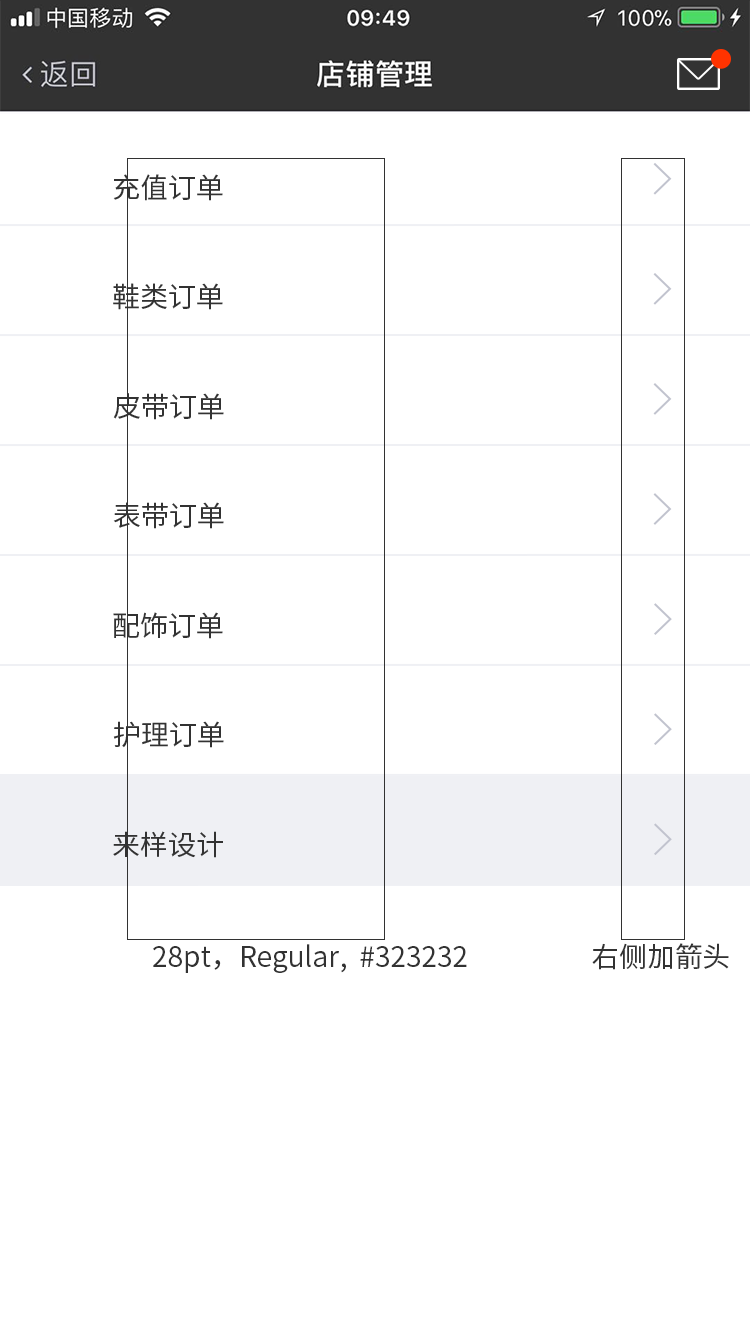 中国移动 09:49 100%
返回 店铺管理
充值订单
鞋类订单
皮带订单
表带订单
配饰订单
护理订单
来样设计
28pt，Regular, #323232 右侧加箭头